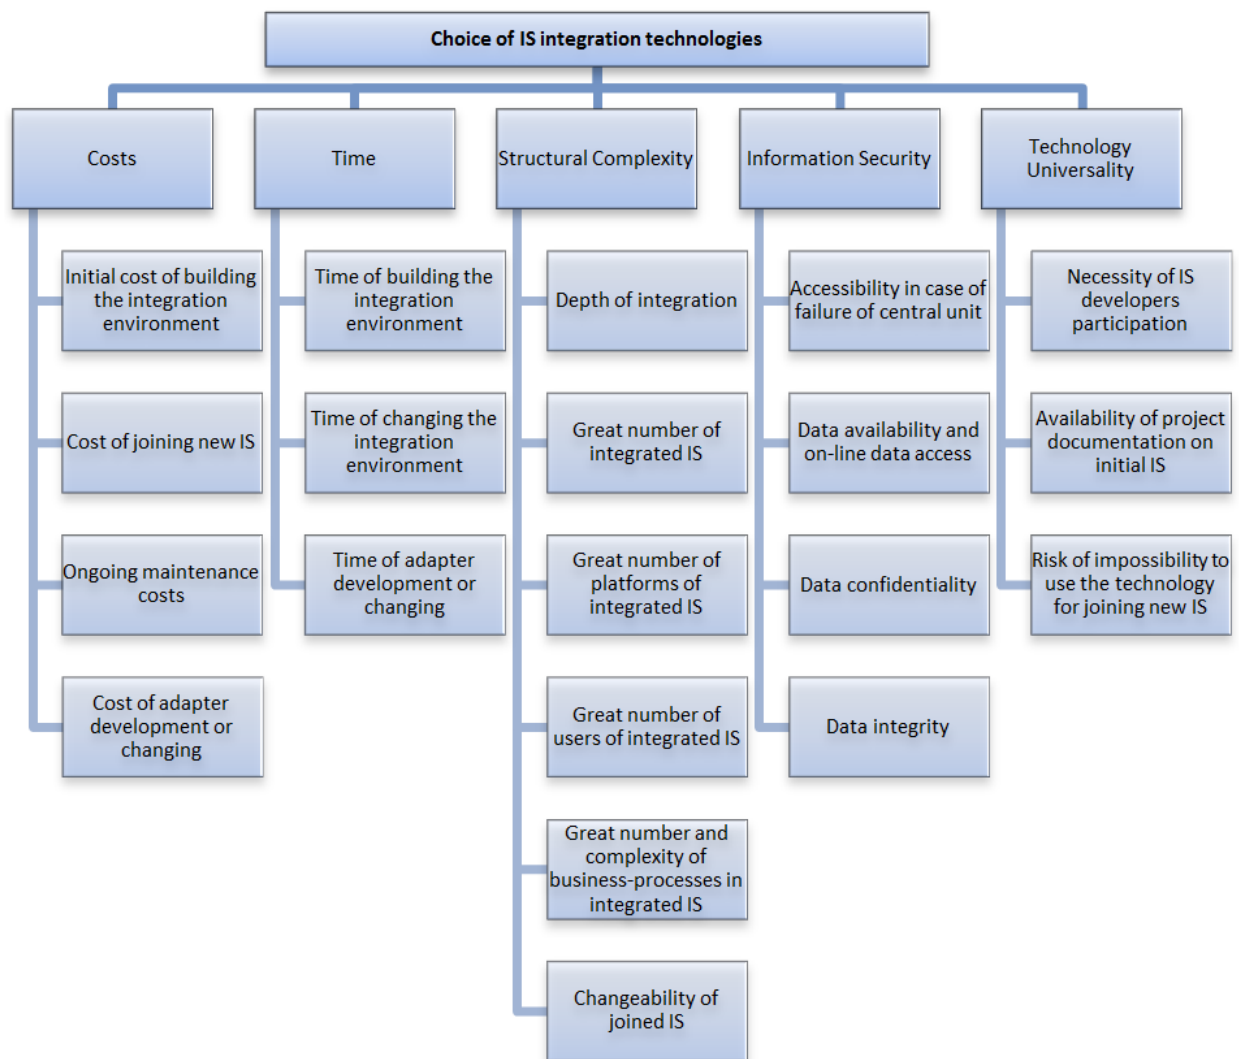 Choice of IS integration technologies
Costs
Time
Structural Complexity
Information Security
Technology
Universality
Initial cost of building
the integration
environment
Cost of joining new IS
Ongoing maintenance
costs
Cost of adapter
development or
changing
Time of building the
integration
environment
Time of changing the
integration
environment
Time of adapter
development or
changing
Depth of integration
Great number of
integrated IS
Great number of
platforms of
integrated IS
Great number of
users of integrated IS
Great number and
complexity of
business-processes in
integrated IS
Changeability of
joined IS
Accessibility in case of
failure of central unit
Data availability and
on-line data access
Data confidentiality
Data integrity
Necessity of IS
developers
participation
Availability of project
documentation on
initial IS
Risk of impossibility to
use the technology
for joining new IS